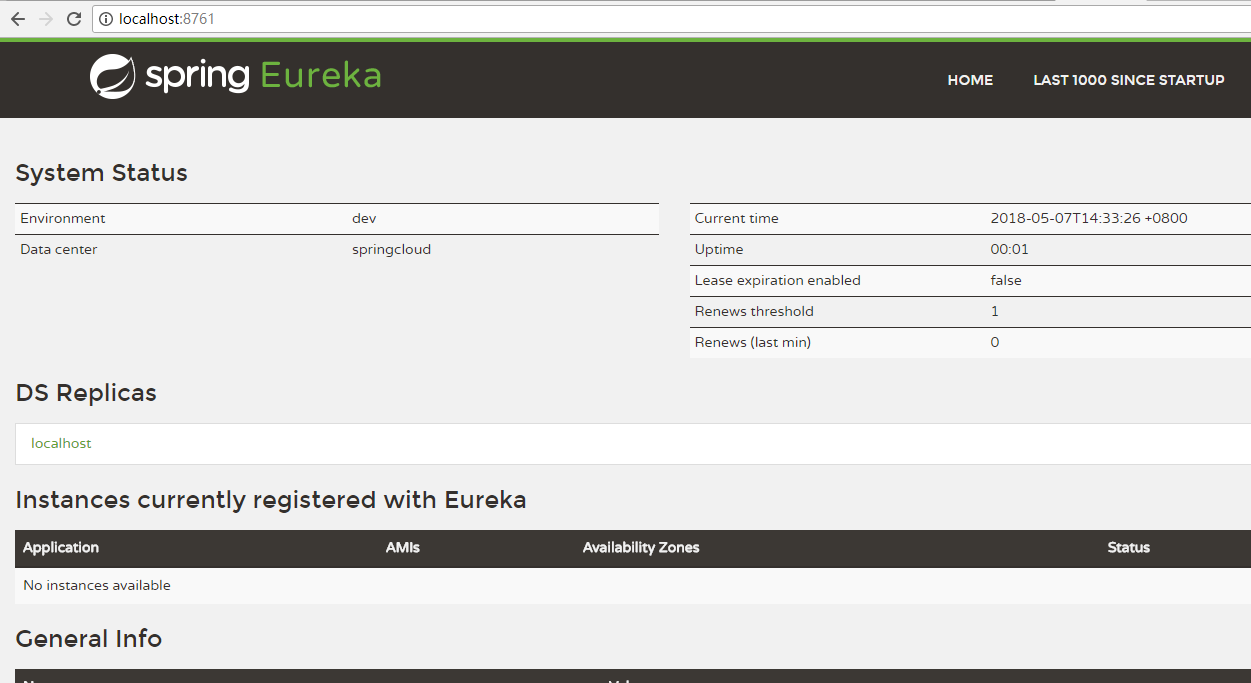 localhost:8761
spring Eureka
HOME LAST 1000 SINCE STARTUP
System Status
Environment dev
Data center springcloud
Current time 2018-05-07T14:33:26 +0800
Uptime 00:01
Lease expiration enabled false
Renews threshold 1
Renews (last min) 0
DS Replicas
localhost
Instances currently registered with Eureka
Application AMIs Availability Zones Status
No instances available
General Info